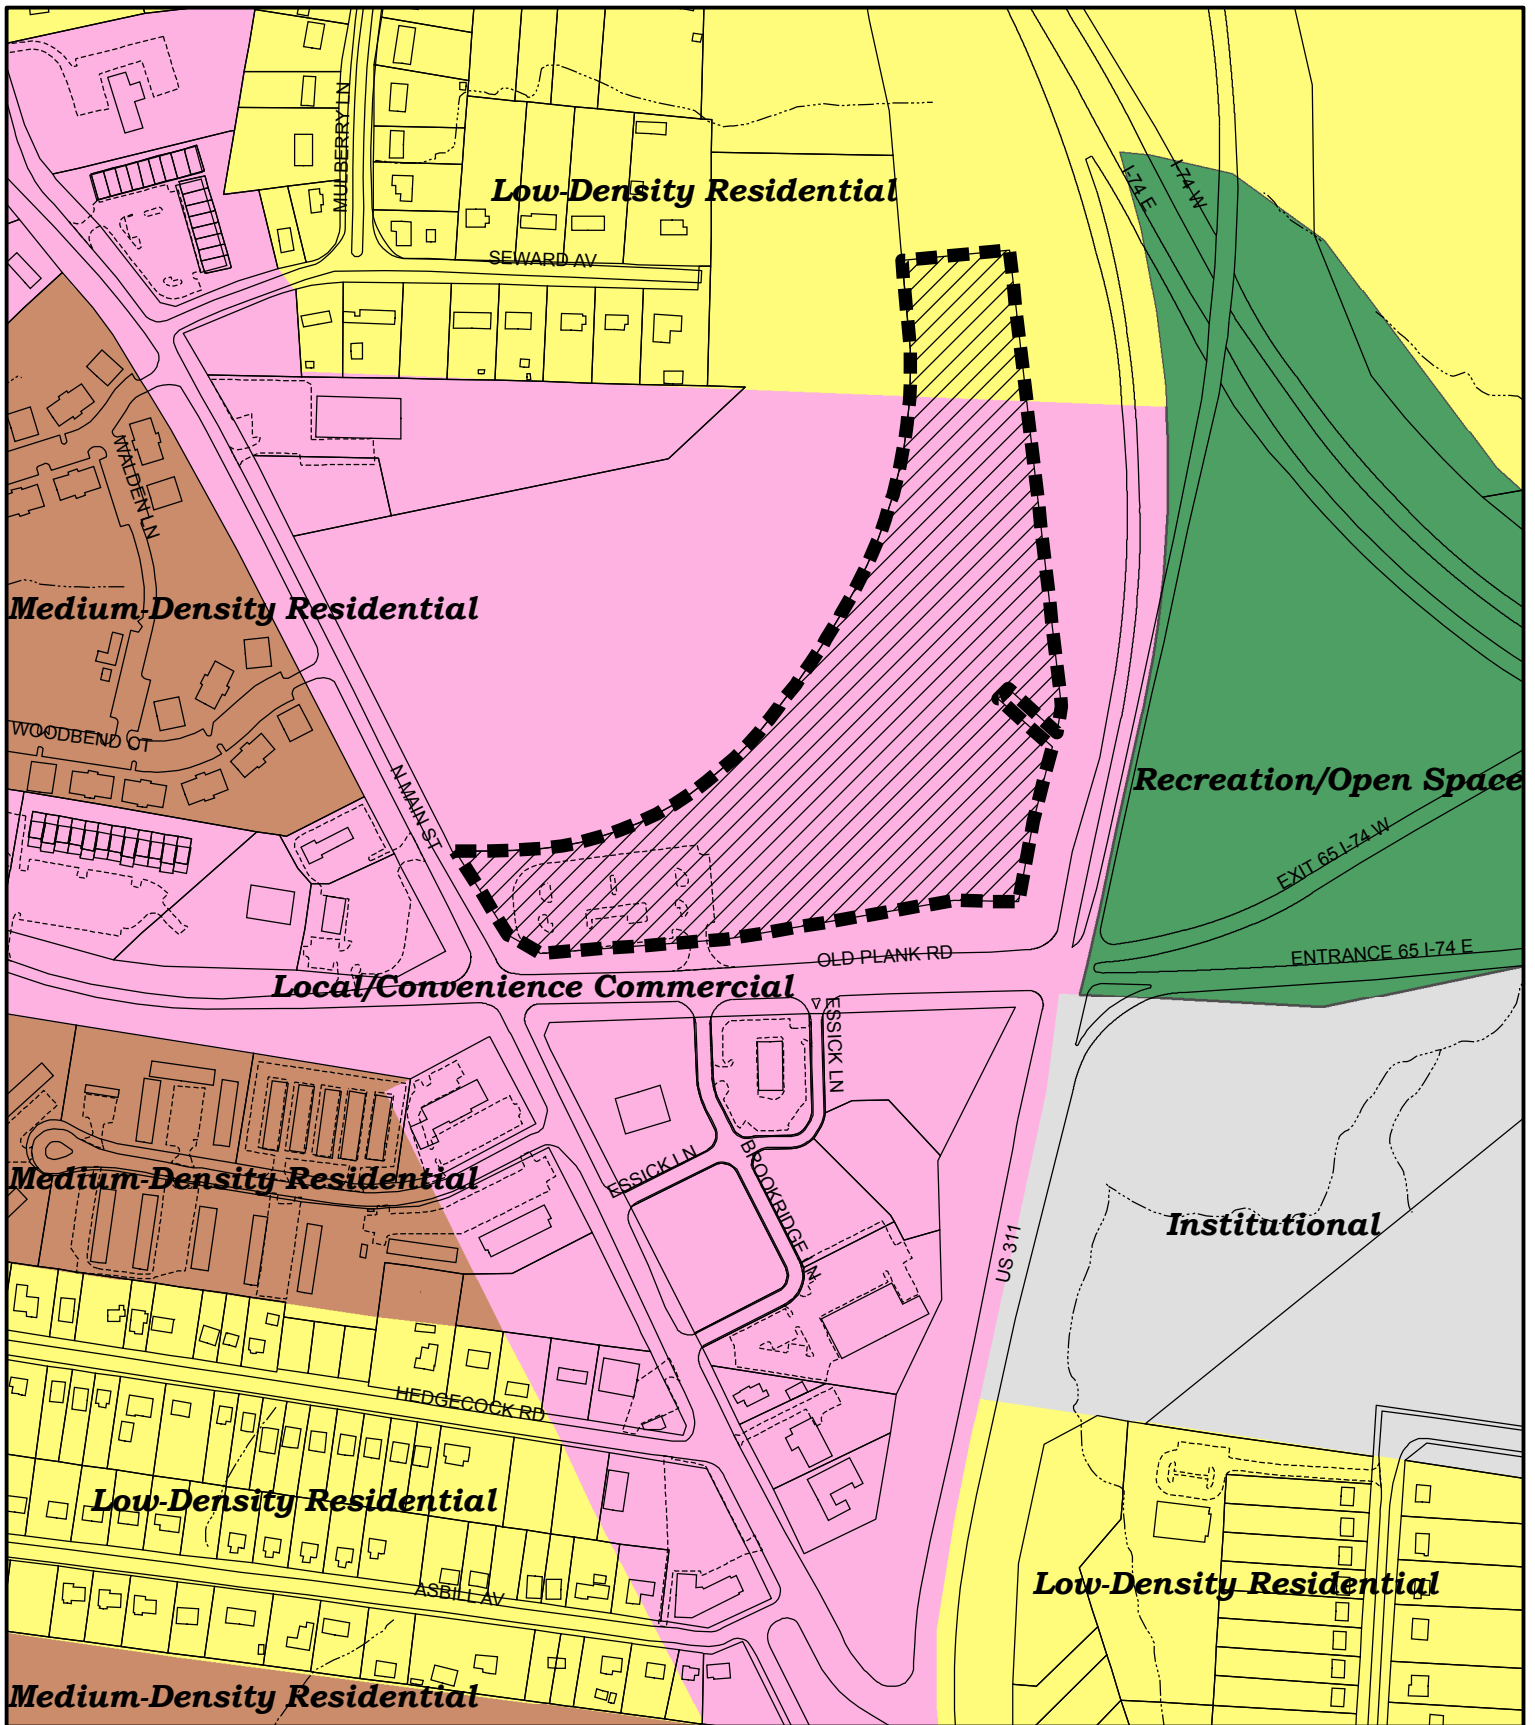 MULBERRY LN
Low-Density Residential
I-74 E
I-74 W
SEWARD AV
WALDEN LN
Medium-Density Residential
WOODBEND CT
N MAIN ST
Recreation/Open Space
EXIT 65 I-74 W
OLD PLANK RD
ENTRANCE 65 I-74 E
Local/Convenience Commercial
ESSICK LN
Medium-Density Residential
ESSICK LN
BROOKRIDGE LN
Institutional
US 311
HEDGECOCK RD
Low-Density Residential
ASBILL AV
Low-Density Residential
Medium-Density Residential